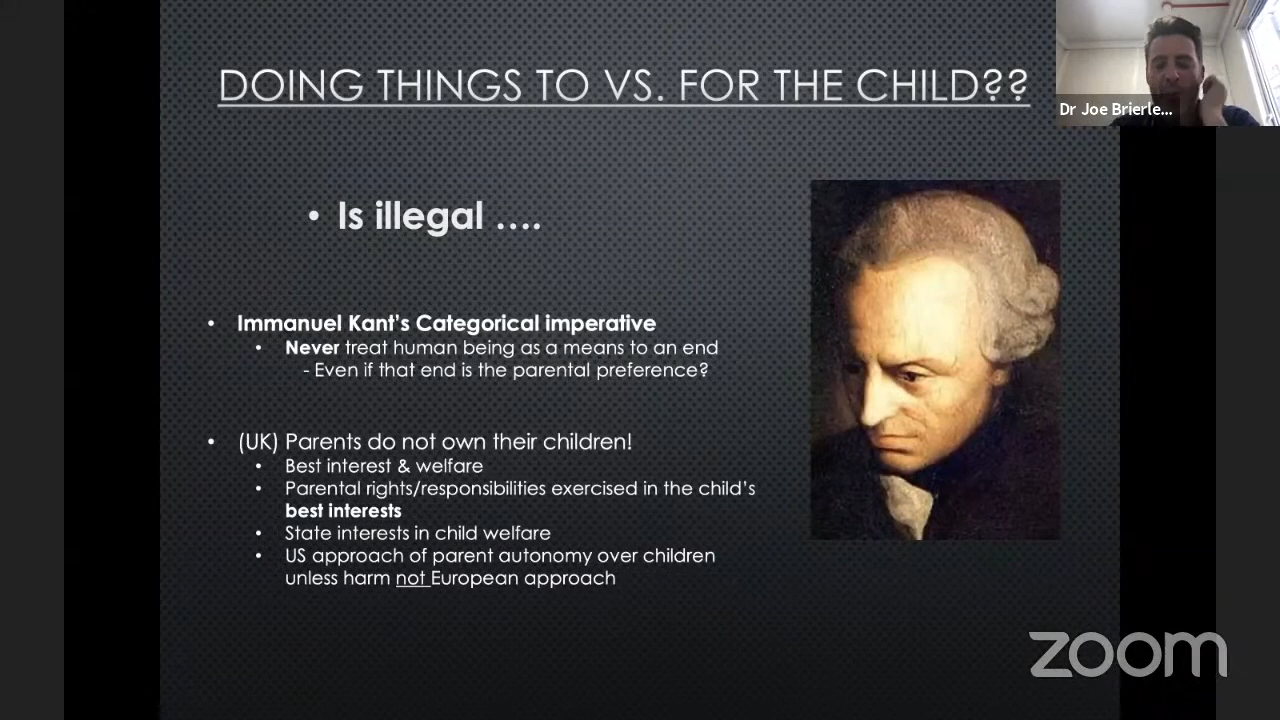 DOING THINGS TO VS. FOR THE CHILD??
Dr Joe Brierle...
• Is illegal ....
• Immanuel Kant's Categorical imperative
• Never treat human being as a means to an end
- Even if that end is the parental preference?
• (UK) Parents do not own their children!
• Best interest & welfare
• Parental rights/responsibilities exercised in the child's
best interests
• State interests in child welfare
• US approach of parent autonomy over children
unless harm not European approach
zoom